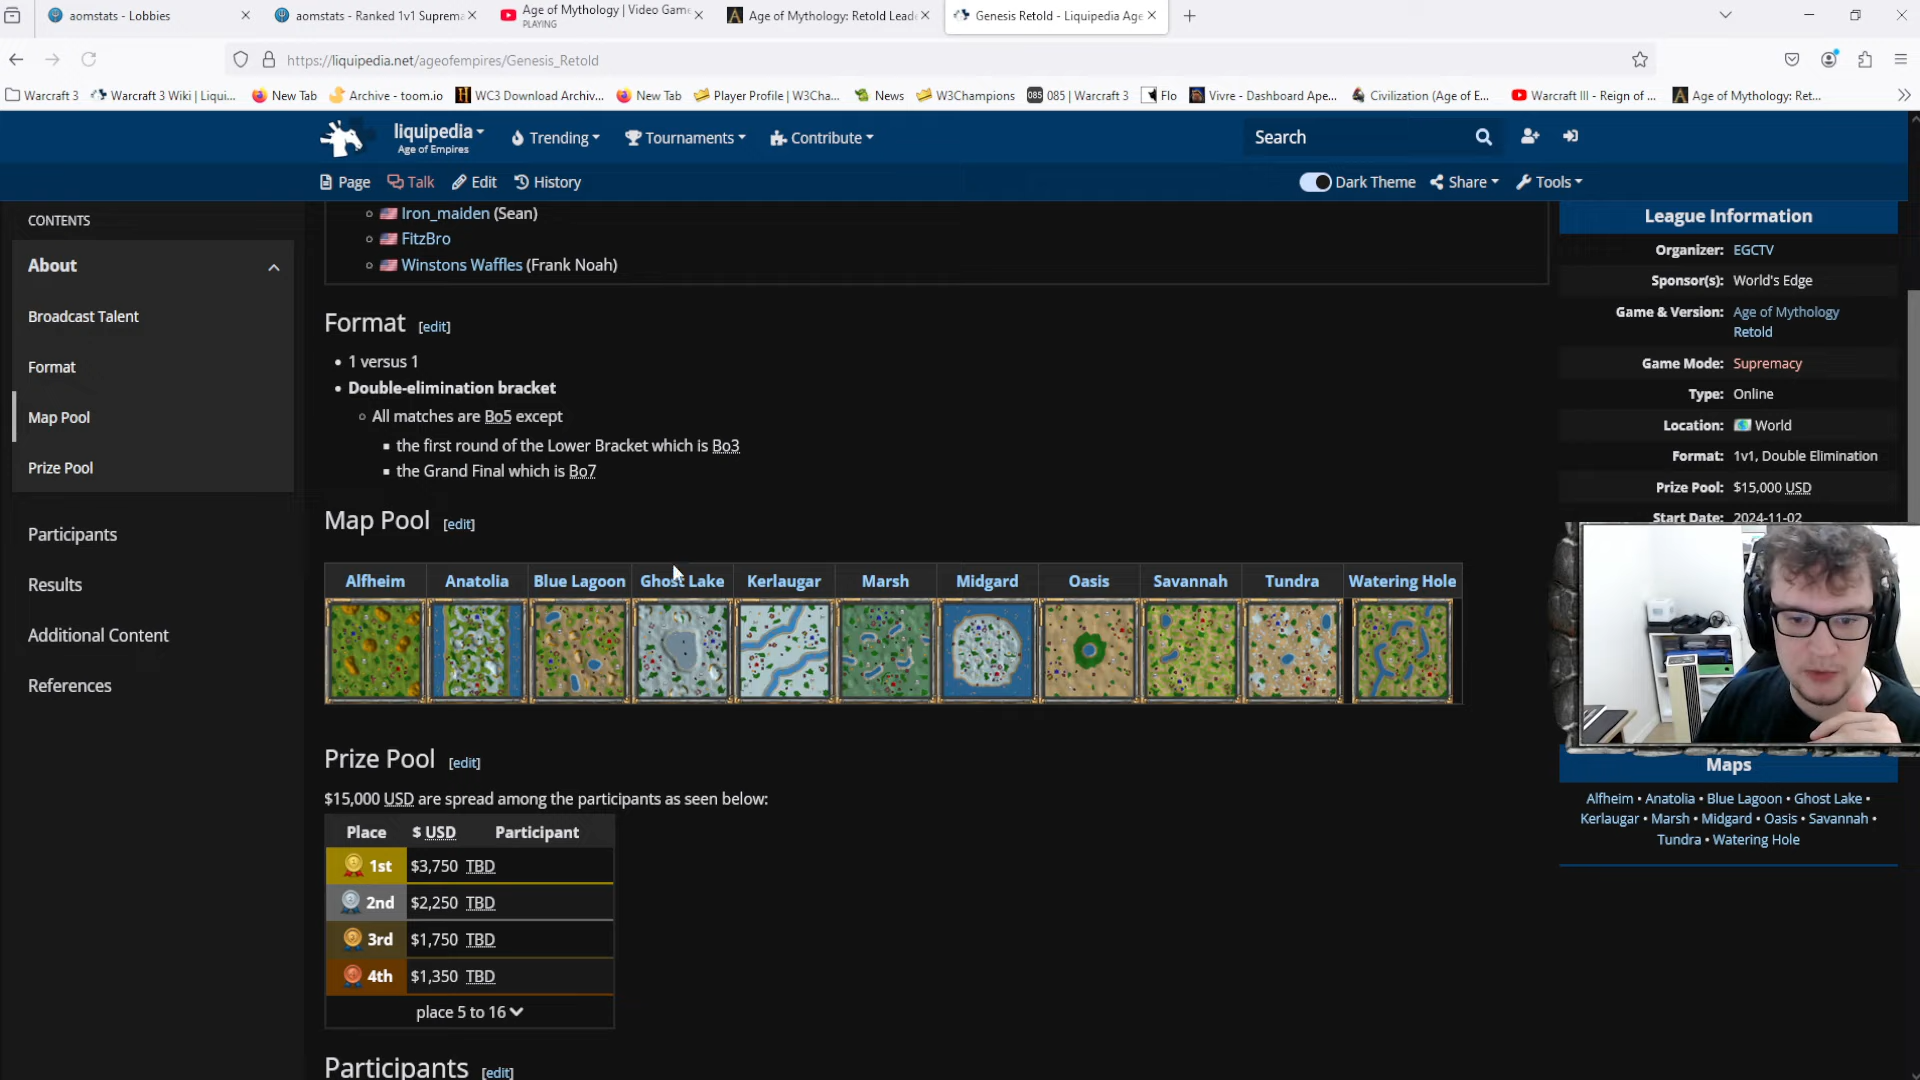 aomstats - Lobbies
aomstats - Ranked 1v1 Suprema
Age of Mythology | Video Game
PLAYING
Age of Mythology: Retold Lead
Genesis Retold - Liquipedia Age
https://liquipedia.net/ageofempires/Genesis_Retold
Warcraft 3
Warcraft 3 Wiki | Liqui...
New Tab
Archive - toom.io
WC3 Download Archiv...
New Tab
Player Profile | W3Cha...
News
W3Champions
085 | Warcraft 3
Flo
Vivre - Dashboard Ape...
Civilization (Age of E...
Warcraft III - Reign of ...
Age of Mythology: Ret...
liquipedia
Age of Empires
Trending
Tournaments
Contribute
Search
Page
Talk
Edit
History
Dark Theme
Share
Tools
CONTENTS
About
Broadcast Talent
Format
Map Pool
Prize Pool
Participants
Results
Additional Content
References
Iron_maiden (Sean)
FitzBro
Winstons Waffles (Frank Noah)
Format [edit]
1 versus 1
Double-elimination bracket
All matches are Bo5 except
the first round of the Lower Bracket which is Bo3
the Grand Final which is Bo7
Map Pool [edit]
Alfheim Anatolia Blue Lagoon Ghost Lake Kerlaugar Marsh Midgard Oasis Savannah Tundra Watering Hole
Prize Pool [edit]
$15,000 USD are spread among the participants as seen below:
Place $ USD Participant
1st $3,750 TBD
2nd $2,250 TBD
3rd $1,750 TBD
4th $1,350 TBD
place 5 to 16
Participants [edit]
League Information
Organizer: EGCTV
Sponsor(s): World's Edge
Game & Version: Age of Mythology
Retold
Game Mode: Supremacy
Type: Online
Location: World
Format: 1v1, Double Elimination
Prize Pool: $15,000 USD
Start Date: 2024-11-02
Maps
Alfheim • Anatolia • Blue Lagoon • Ghost Lake •
Kerlaugar • Marsh • Midgard • Oasis • Savannah •
Tundra • Watering Hole